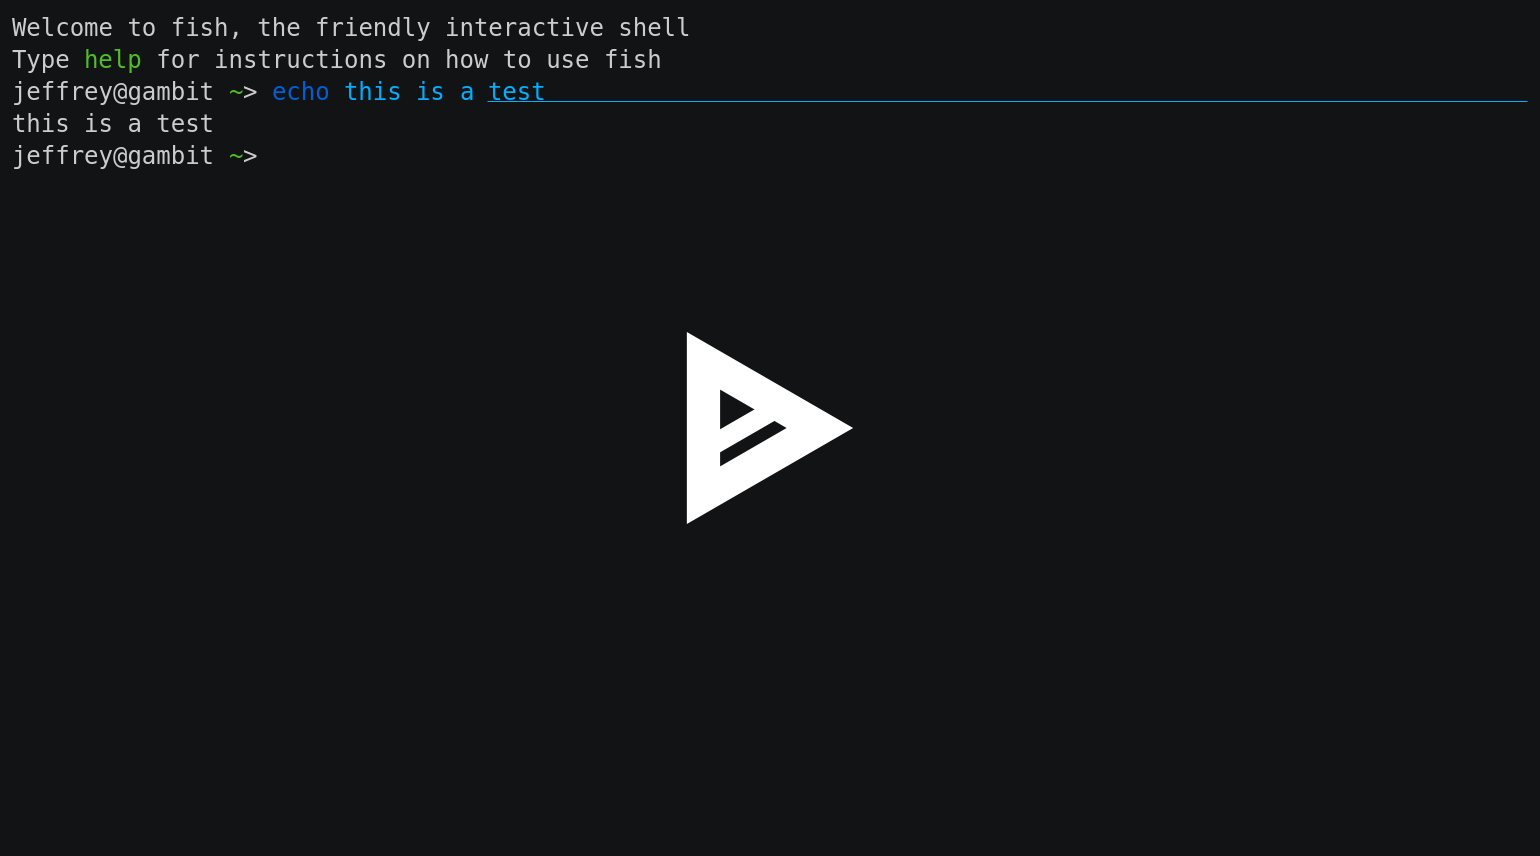 Welcome to fish, the friendly interactive shell
Type help for instructions on how to use fish
jeffrey@gambit ~> echo this is a test
this is a test
jeffrey@gambit ~>